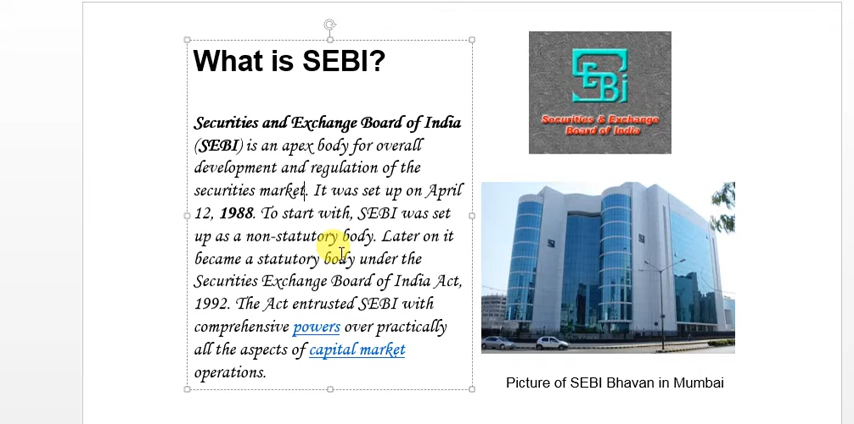 What is SEBI?
Securities and Exchange Board of India
(SEBI) is an apex body for overall
development and regulation of the
securities market. It was set up on April
12, 1988. To start with, SEBI was set
up as a non-statutory body. Later on it
became a statutory body under the
Securities Exchange Board of India Act,
1992. The Act entrusted SEBI with
comprehensive powers over practically
all the aspects of capital market
operations.
SEBi
Securities & Exchange
Board of India
Picture of SEBI Bhavan in Mumbai